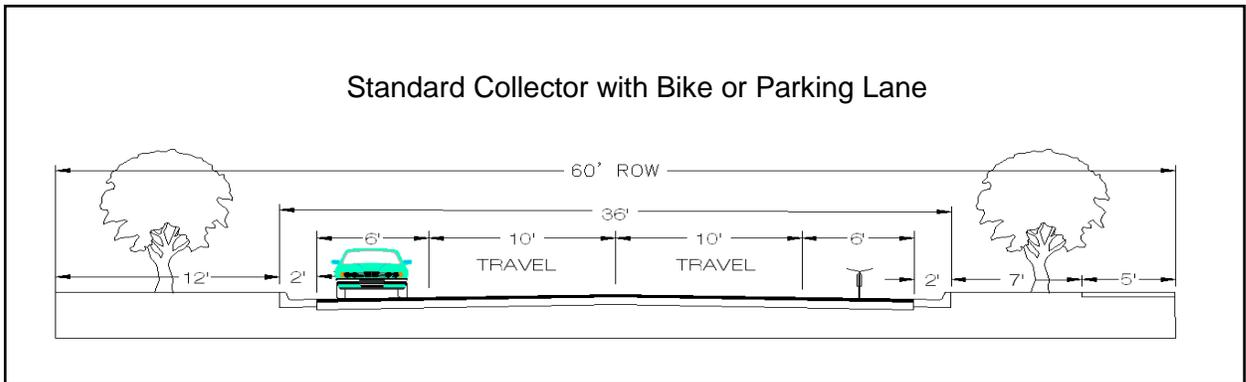 Standard Collector with Bike or Parking Lane
60' ROW
36'
6' 10' 10' 6'
TRAVEL TRAVEL
12' 2' 2' 7' 5'